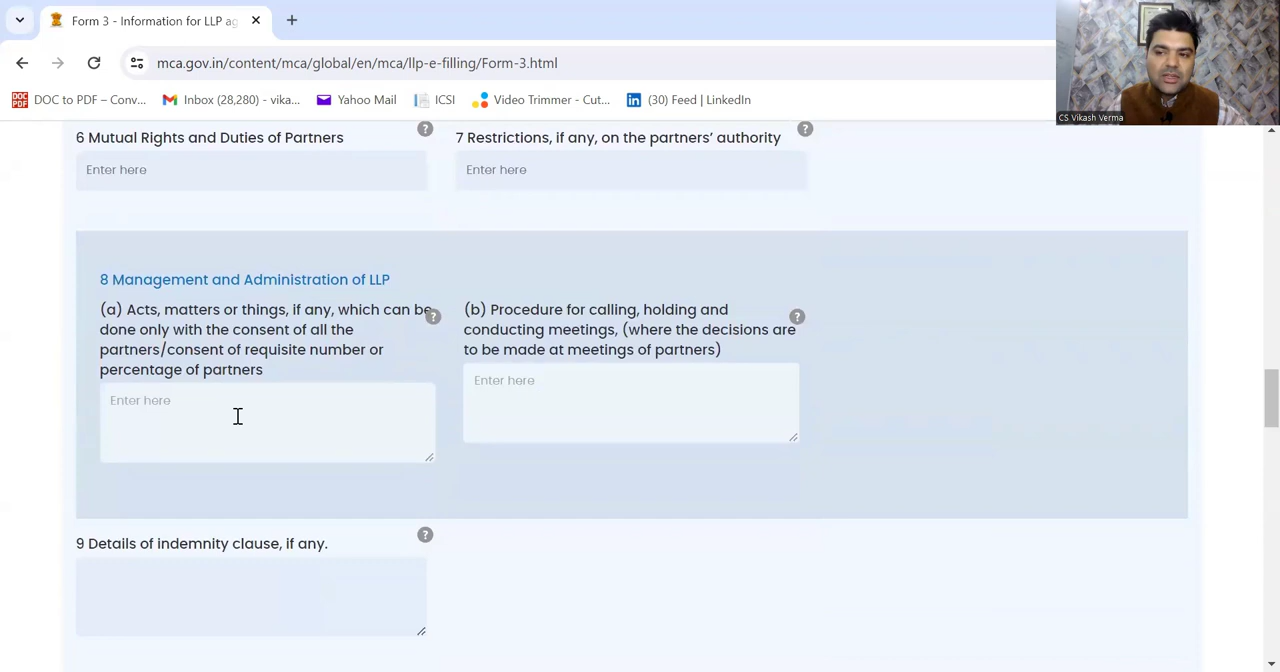 Form 3 - Information for LLP ag
mca.gov.in/content/mca/global/en/mca/llp-e-filling/Form-3.html
DOC to PDF – Conv... Inbox (28,280) - vika... Yahoo Mail ICSI Video Trimmer - Cut... (30) Feed | LinkedIn
CS Vikash Verma
6 Mutual Rights and Duties of Partners ? 7 Restrictions, if any, on the partners’ authority ?
Enter here Enter here
8 Management and Administration of LLP
(a) Acts, matters or things, if any, which can be
done only with the consent of all the
partners/consent of requisite number or
percentage of partners
?
Enter here
(b) Procedure for calling, holding and
conducting meetings, (where the decisions are
to be made at meetings of partners)
?
Enter here
9 Details of indemnity clause, if any. ?